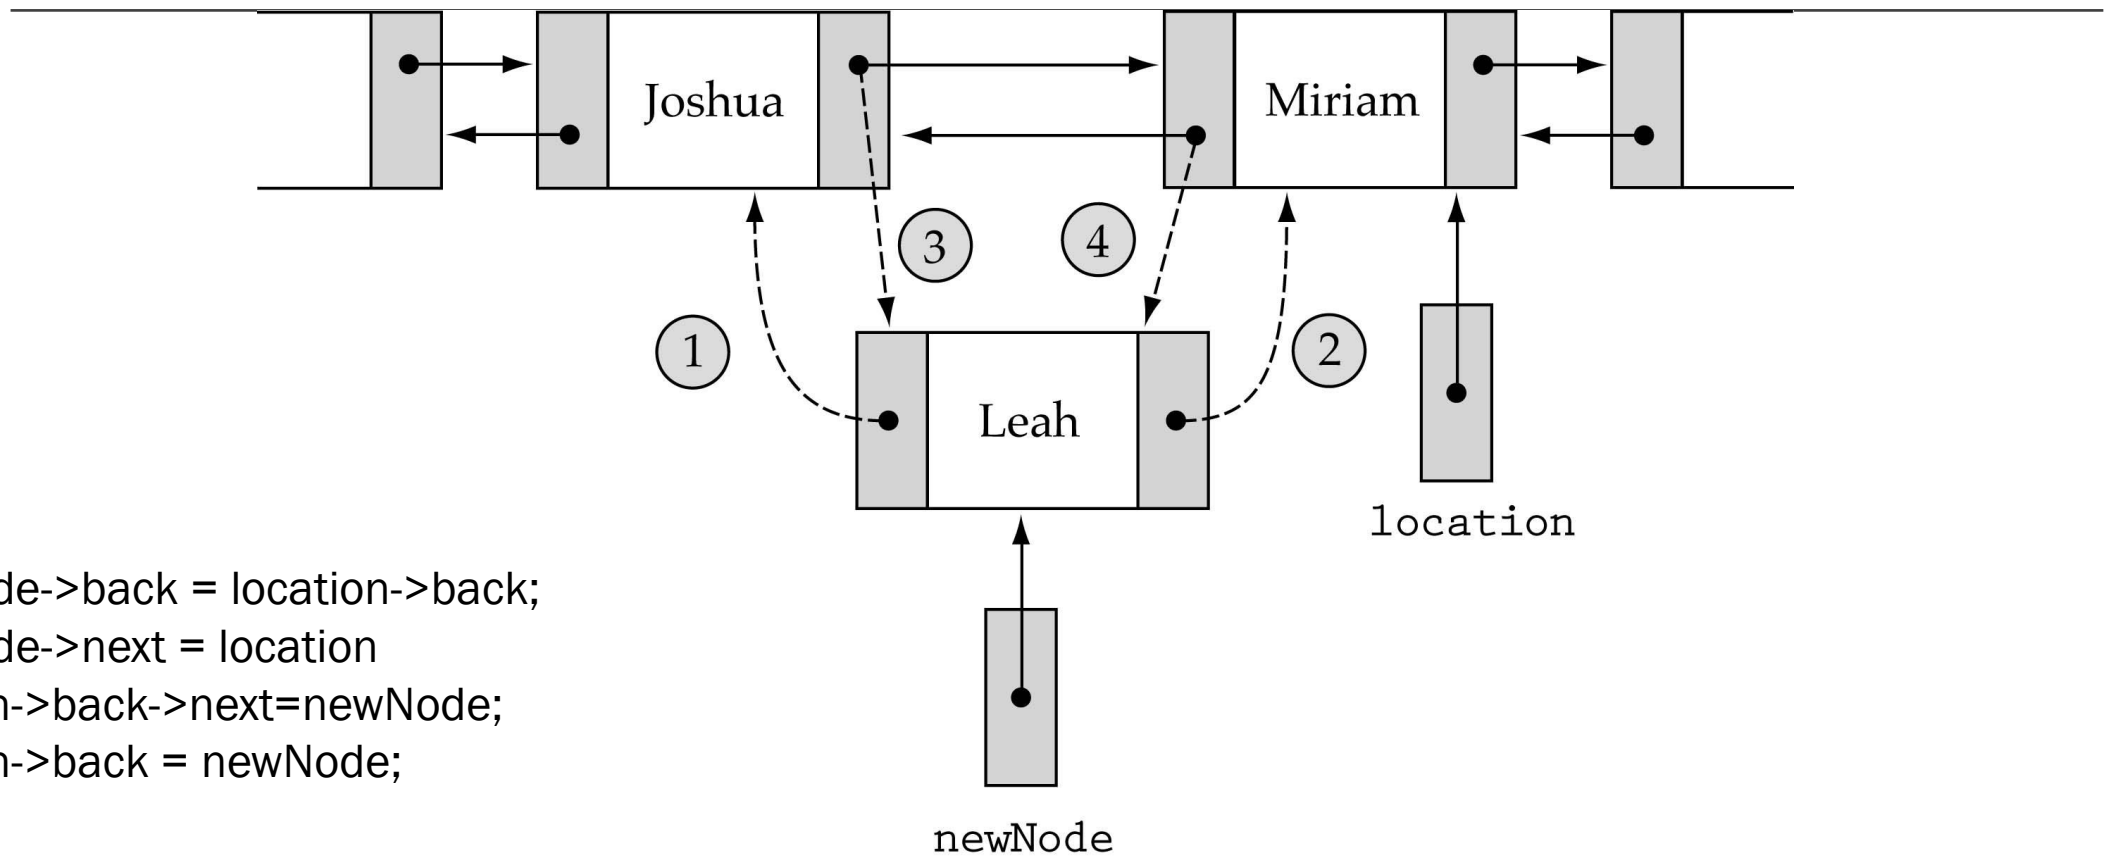 Joshua Miriam
3 4
1 2
Leah
location
de->back = location->back;
de->next = location
n->back->next=newNode;
n->back = newNode;
newNode